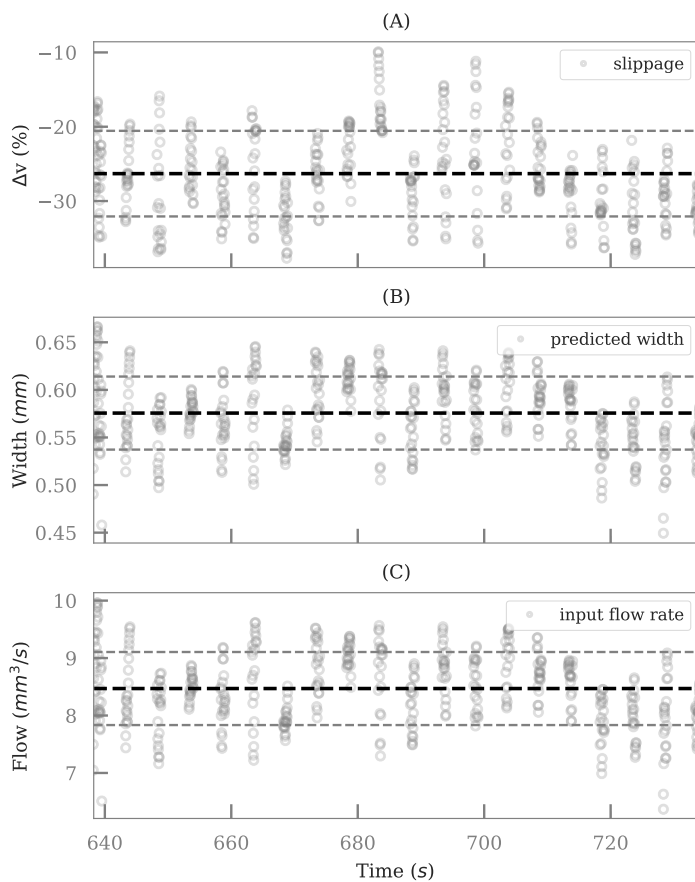 (A)
−10
−20
−30
Δv (%)
slippage
(B)
0.65
0.60
0.55
0.50
0.45
Width (mm)
predicted width
(C)
10
9
8
7
Flow (mm³/s)
input flow rate
640 660 680 700 720
Time (s)